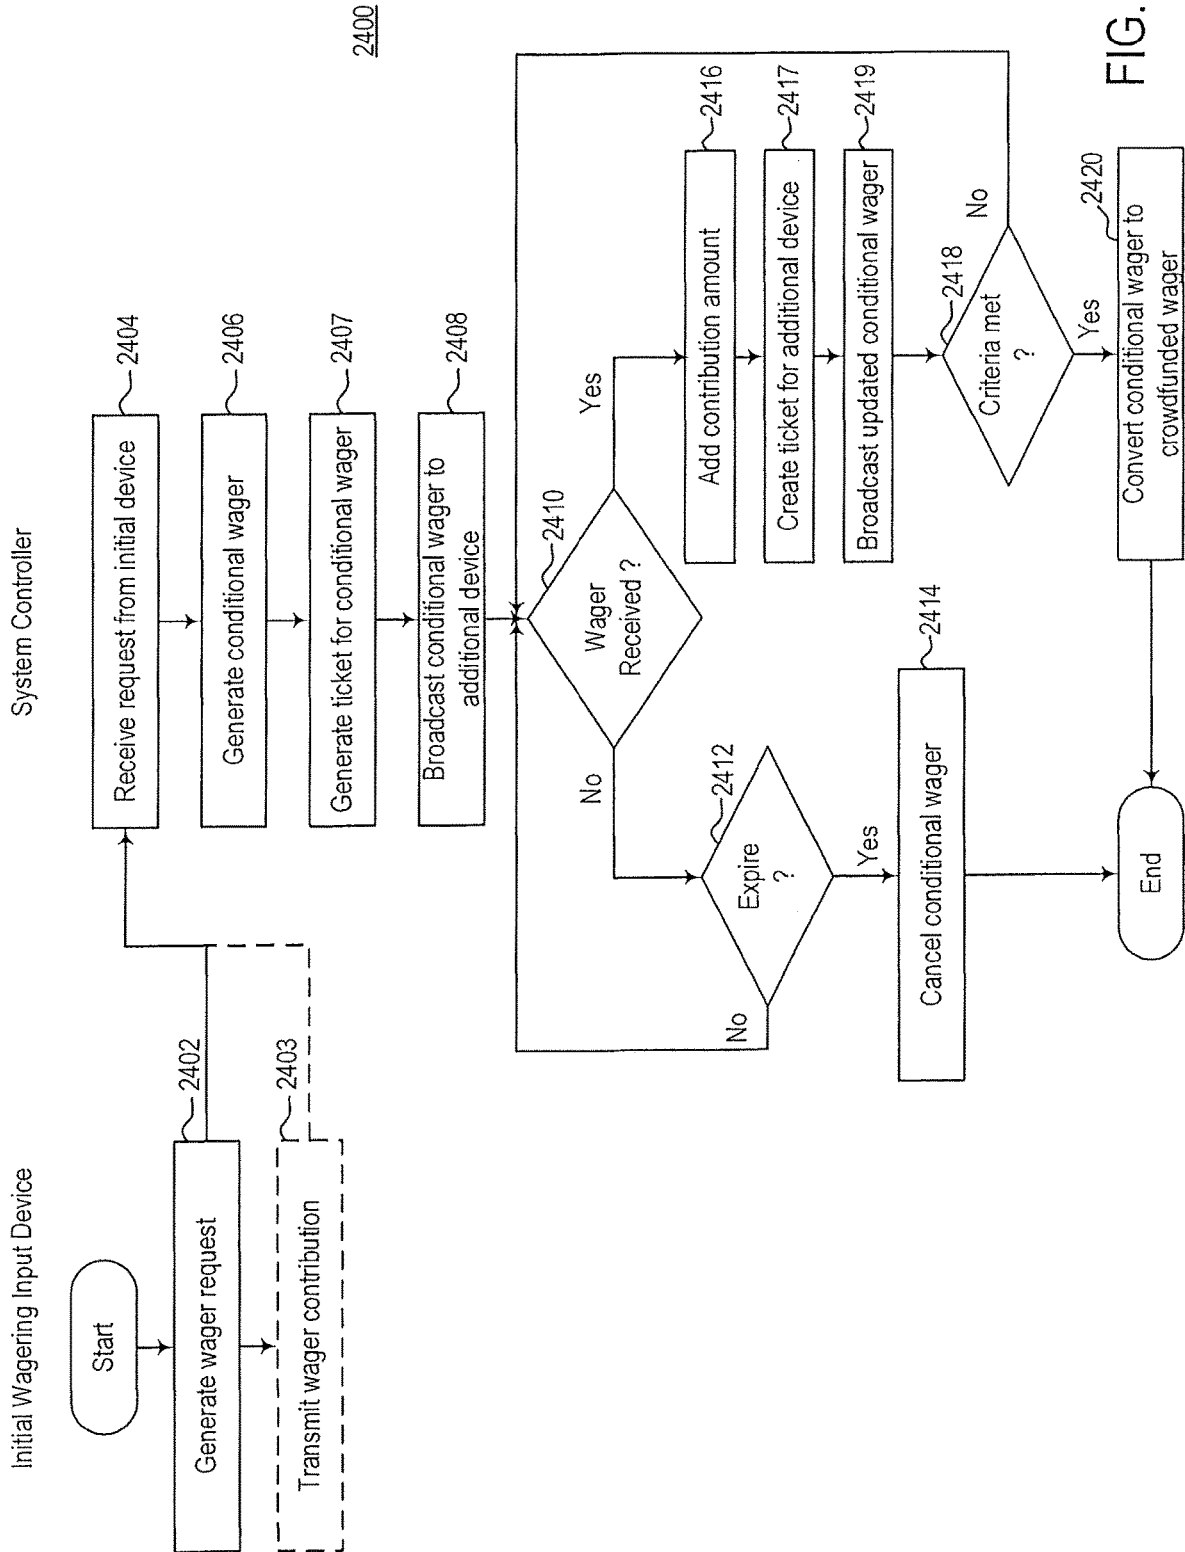 Initial Wagering Input Device
System Controller
2400
Start
Generate wager request
2402
Transmit wager contribution
2403
Receive request from initial device
2404
Generate conditional wager
2406
Generate ticket for conditional wager
2407
Broadcast conditional wager to
additional device
2408
Wager
Received ?
2410
No
Yes
Expire
?
2412
No
Yes
Cancel conditional wager
2414
Add contribution amount
2416
Create ticket for additional device
2417
Broadcast updated conditional wager
2419
Criteria met
?
2418
No
Yes
Convert conditional wager to
crowdfunded wager
2420
End
FIG.